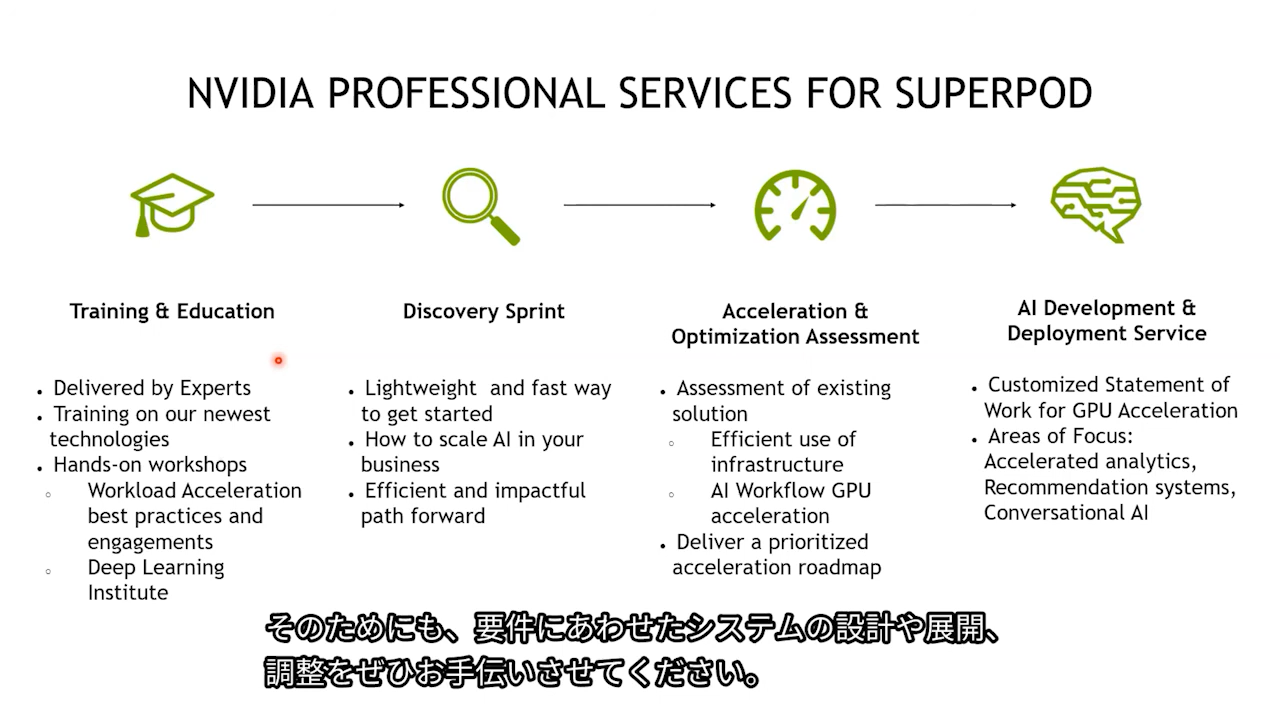 NVIDIA PROFESSIONAL SERVICES FOR SUPERPOD
Training & Education
• Delivered by Experts
• Training on our newest
technologies
• Hands-on workshops
○ Workload Acceleration
best practices and
engagements
○ Deep Learning
Institute
Discovery Sprint
• Lightweight and fast way
to get started
• How to scale AI in your
business
• Efficient and impactful
path forward
Acceleration &
Optimization Assessment
• Assessment of existing
solution
○ Efficient use of
infrastructure
○ AI Workflow GPU
acceleration
• Deliver a prioritized
acceleration roadmap
AI Development &
Deployment Service
• Customized Statement of
Work for GPU Acceleration
• Areas of Focus:
Accelerated analytics,
Recommendation systems,
Conversational AI
そのためにも、要件にあわせたシステムの設計や展開、
調整をぜひお手伝いさせてください。